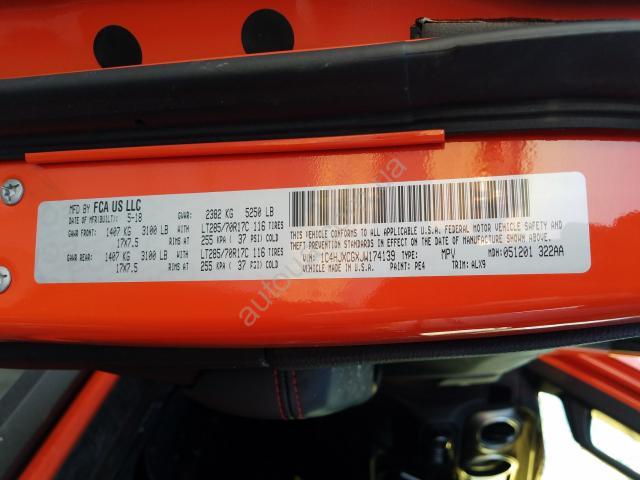 MFD BY FCA US LLC
DATE OF MFR(BUILT): 5-18 GVWR: 2382 KG 5250 LB
GAWR FRONT: 1407 KG 3100 LB WITH LT285/70R17C 116 TIRES
17X7.5 RIMS AT 255 KPA ( 37 PSI) COLD
GAWR REAR: 1407 KG 3100 LB WITH LT285/70R17C 116 TIRES
17X7.5 RIMS AT 255 KPA ( 37 PSI) COLD
THIS VEHICLE CONFORMS TO ALL APPLICABLE U.S.A. FEDERAL MOTOR VEHICLE SAFETY AND
THEFT PREVENTION STANDARDS IN EFFECT ON THE DATE OF MANUFACTURE SHOWN ABOVE.
VIN: 1C4HJXCGXJW174139 TYPE: MPV MDH: 051201 322AA
VEHICLE MADE IN U.S.A. PAINT: PE4 TRIM: ALX9